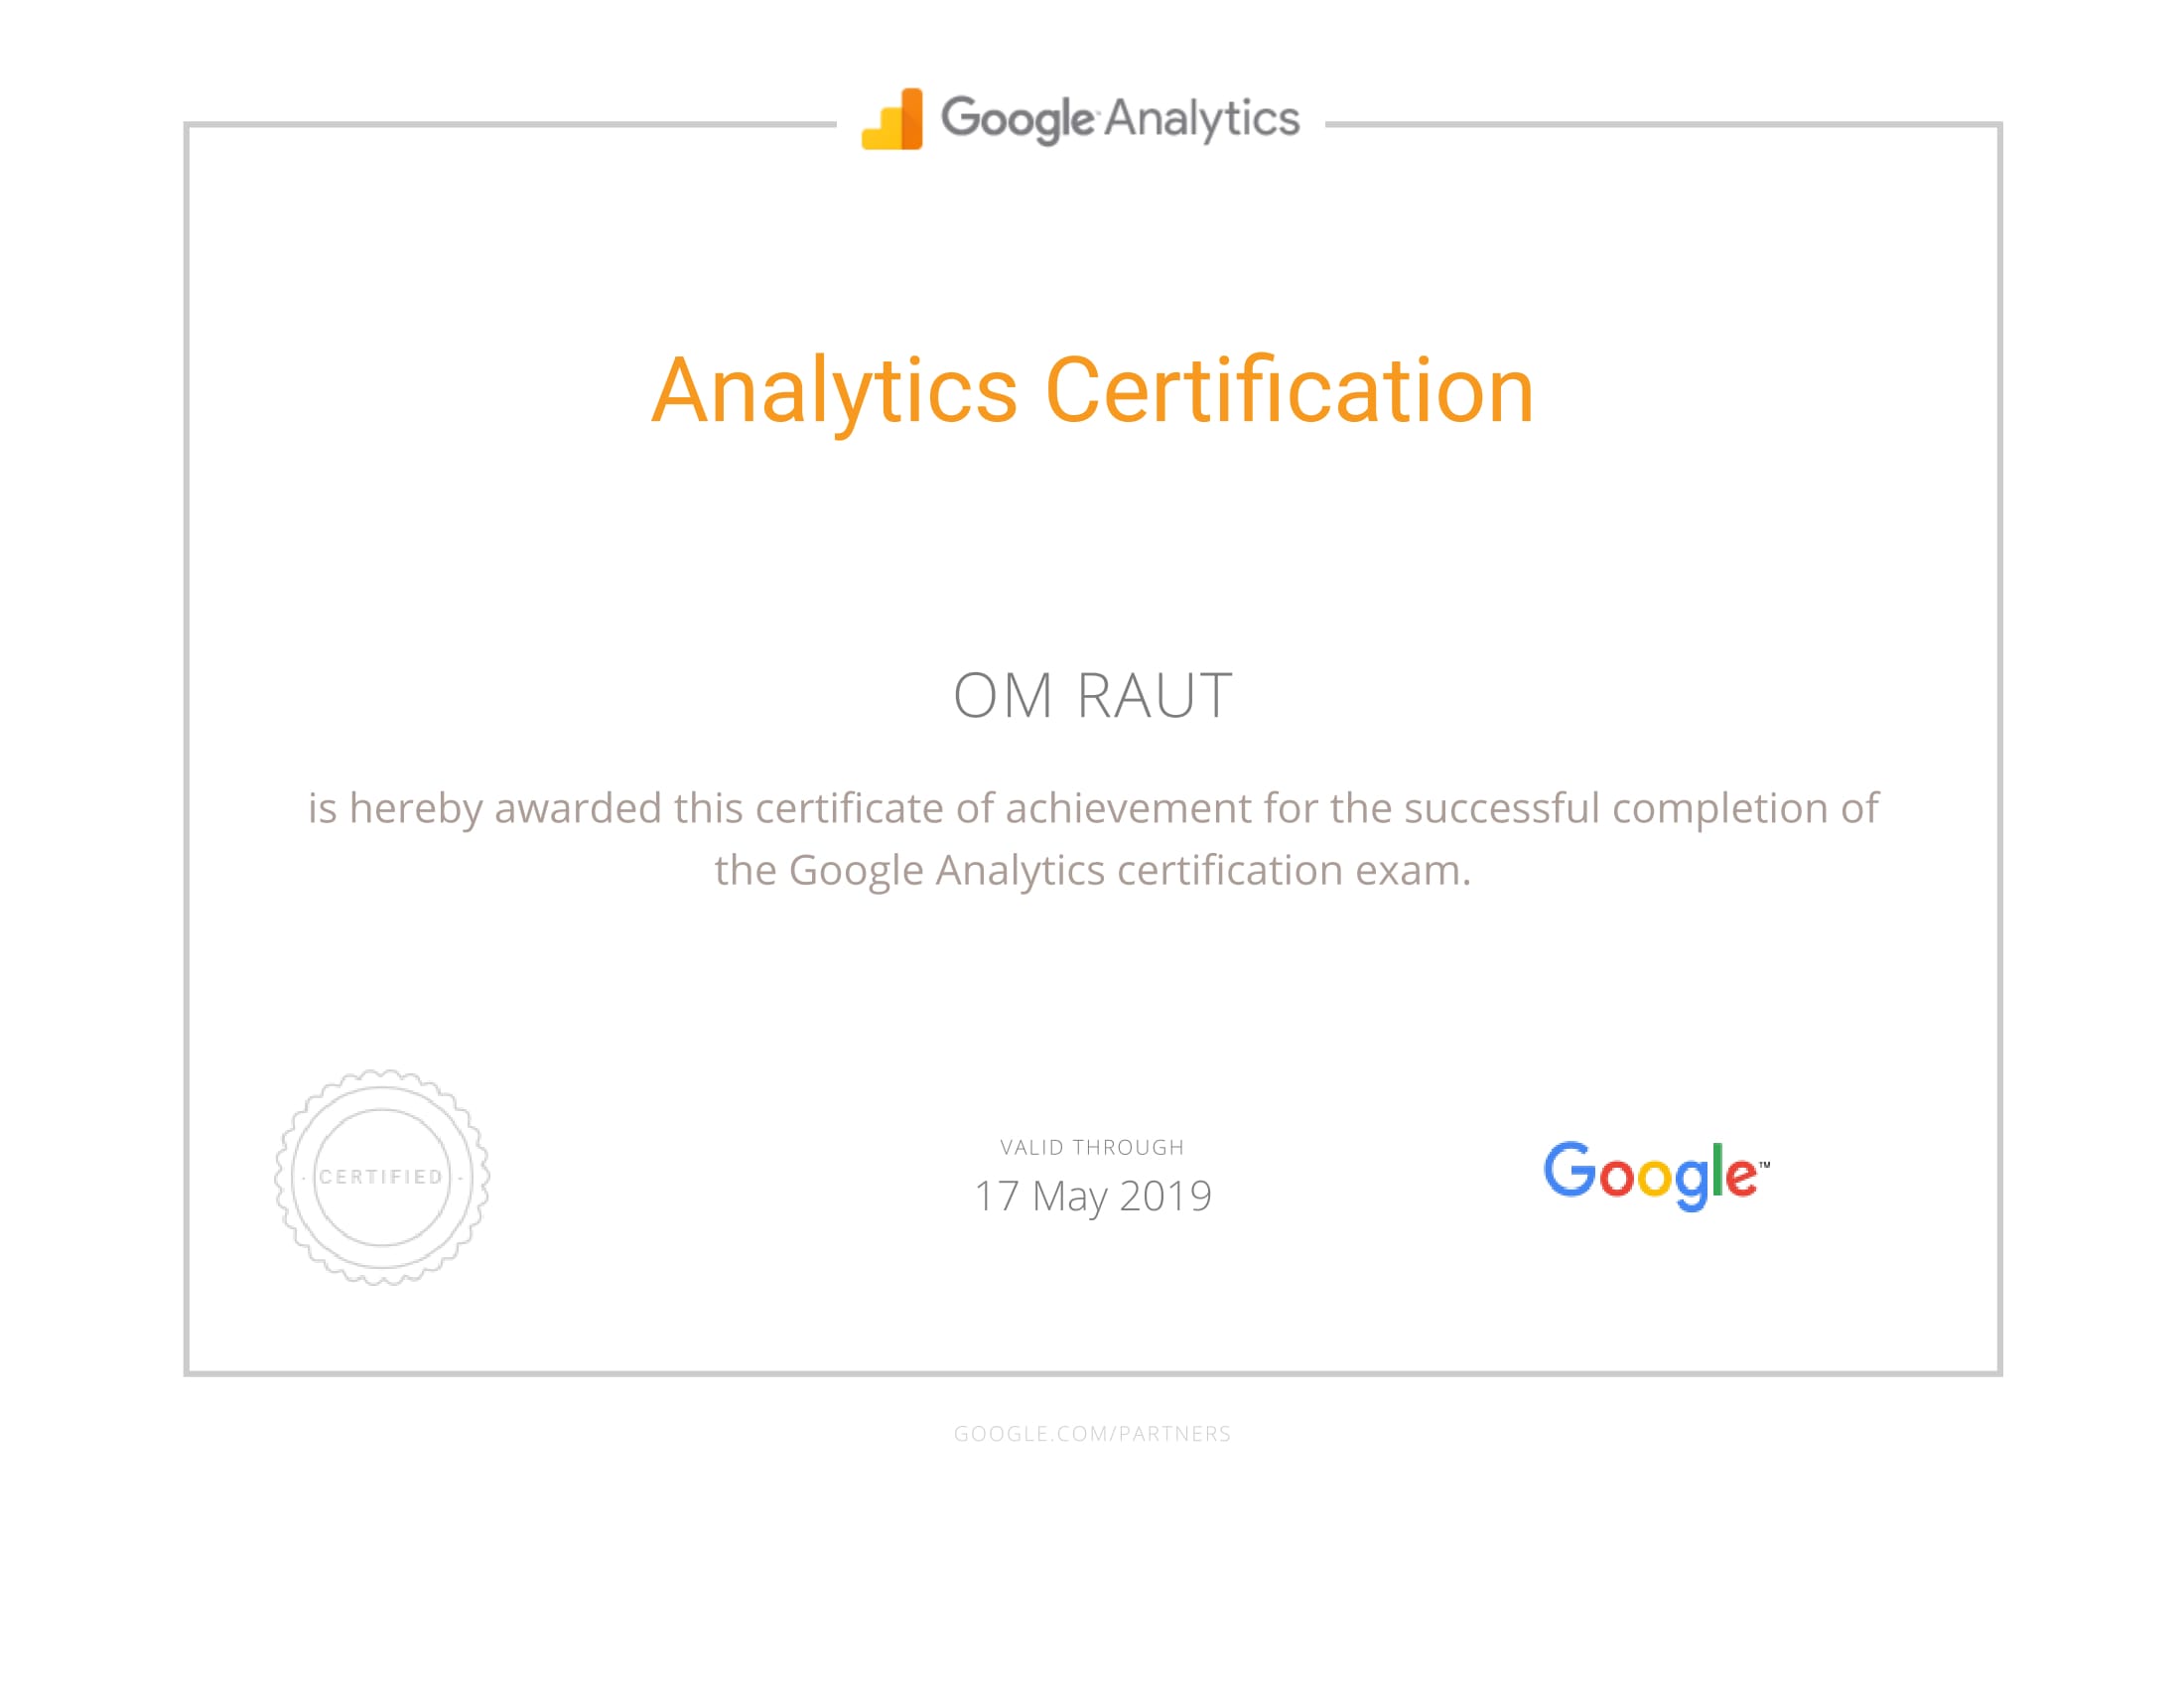 Google Analytics
Analytics Certification
OM RAUT
is hereby awarded this certificate of achievement for the successful completion of
the Google Analytics certification exam.
· CERTIFIED ·
VALID THROUGH
17 May 2019
Google™
GOOGLE.COM/PARTNERS